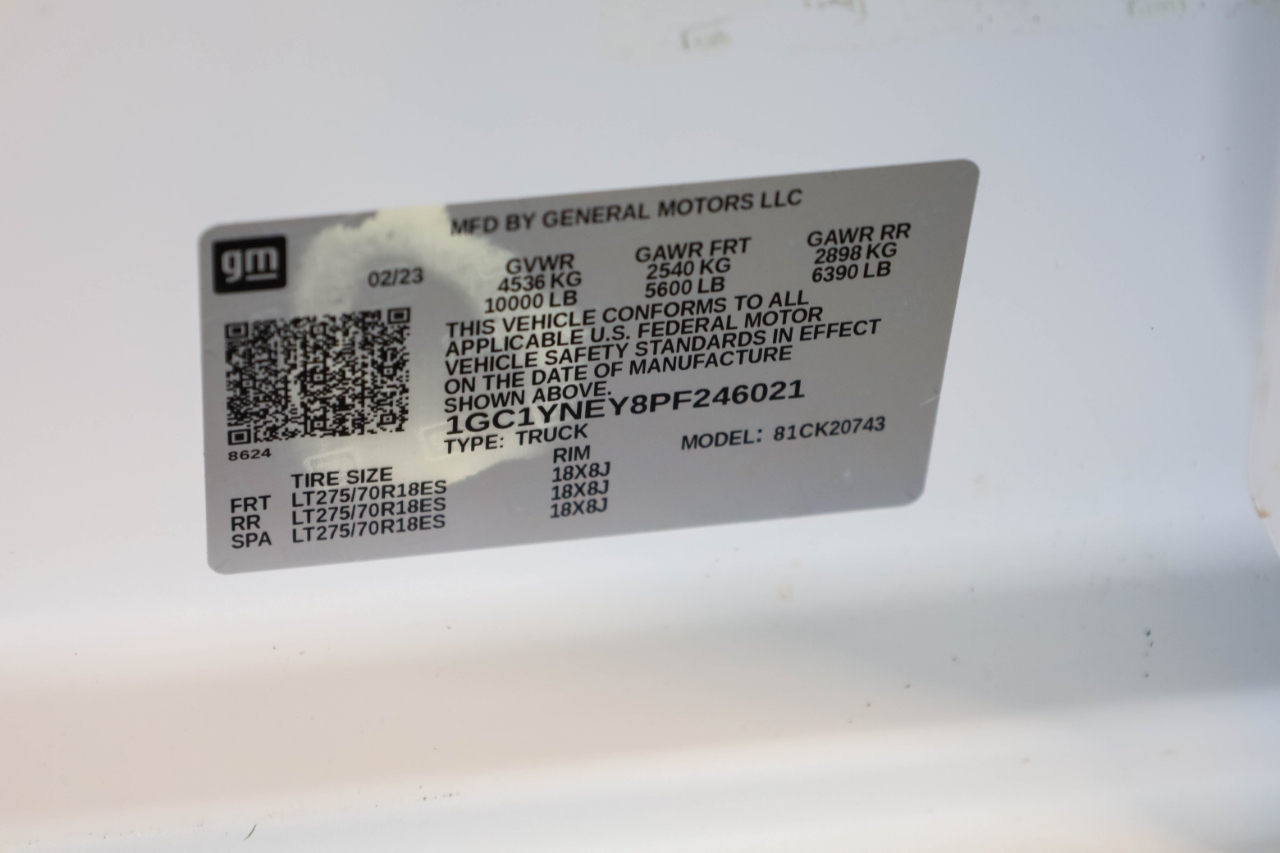 MFD BY GENERAL MOTORS LLC
gm
02/23
GVWR GAWR FRT GAWR RR
4536 KG 2540 KG 2898 KG
10000 LB 5600 LB 6390 LB
THIS VEHICLE CONFORMS TO ALL
APPLICABLE U.S. FEDERAL MOTOR
VEHICLE SAFETY STANDARDS IN EFFECT
ON THE DATE OF MANUFACTURE
SHOWN ABOVE.
1GC1YNEY8PF246021
TYPE: TRUCK MODEL: 81CK20743
8624
TIRE SIZE RIM
FRT LT275/70R18ES 18X8J
RR LT275/70R18ES 18X8J
SPA LT275/70R18ES 18X8J